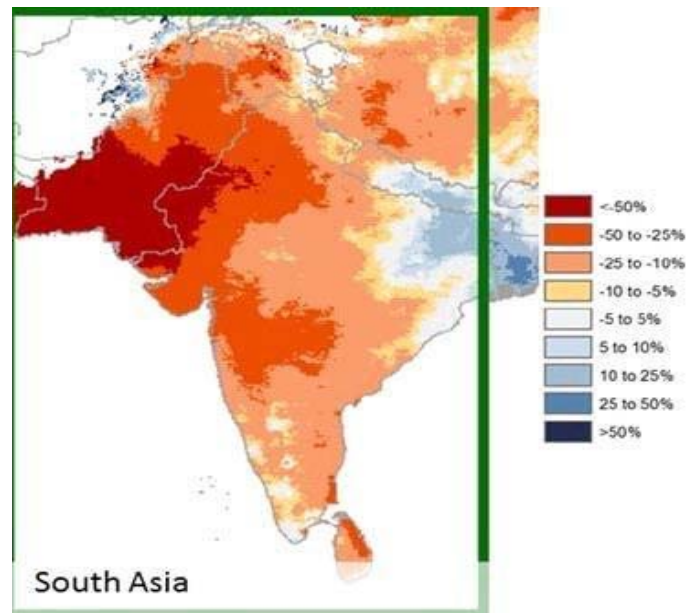 <-50%
-50 to -25%
-25 to -10%
-10 to -5%
-5 to 5%
5 to 10%
10 to 25%
25 to 50%
>50%
South Asia